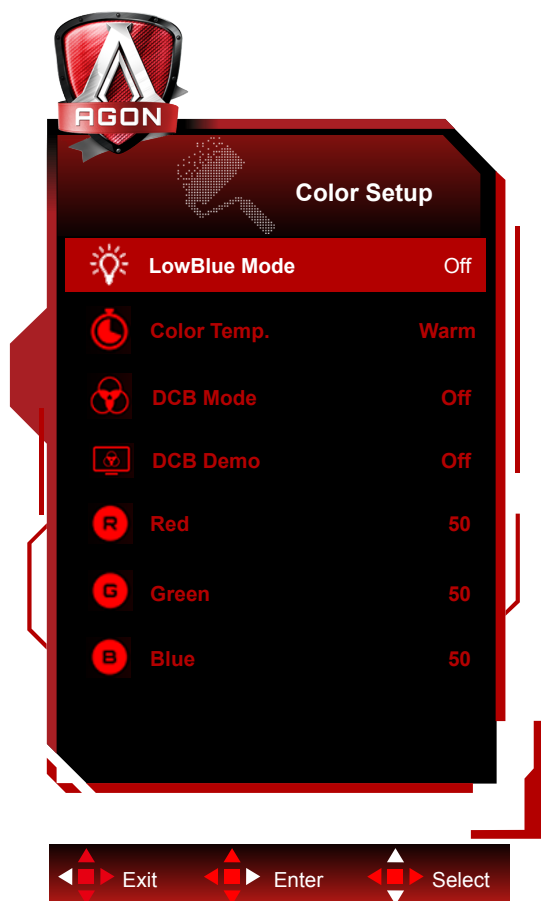 AGON
Color Setup
LowBlue Mode Off
Color Temp. Warm
DCB Mode Off
DCB Demo Off
R Red 50
G Green 50
B Blue 50
Exit Enter Select